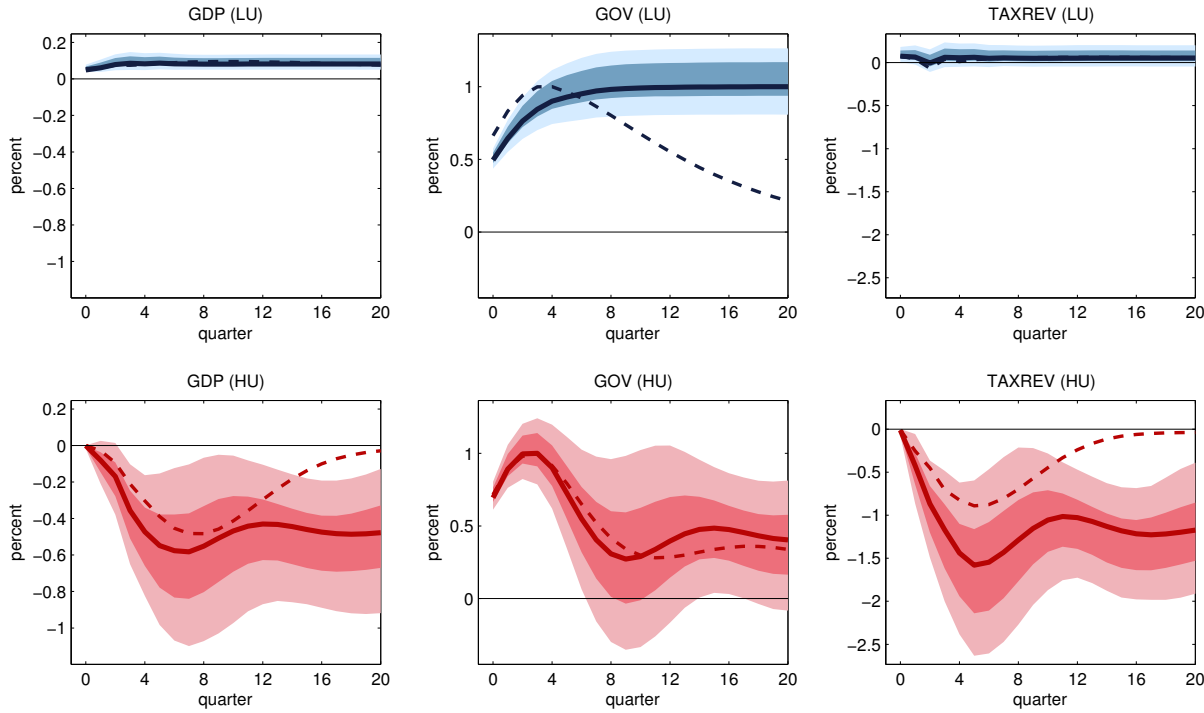 GDP (LU)
GOV (LU)
TAXREV (LU)
percent
0.2
0
−0.2
−0.4
−0.6
−0.8
−1
0 4 8 12 16 20
quarter
percent
1
0.5
0
0 4 8 12 16 20
quarter
percent
0
−0.5
−1
−1.5
−2
−2.5
0 4 8 12 16 20
quarter
GDP (HU)
GOV (HU)
TAXREV (HU)
percent
0.2
0
−0.2
−0.4
−0.6
−0.8
−1
0 4 8 12 16 20
quarter
percent
1
0.5
0
0 4 8 12 16 20
quarter
percent
0
−0.5
−1
−1.5
−2
−2.5
0 4 8 12 16 20
quarter